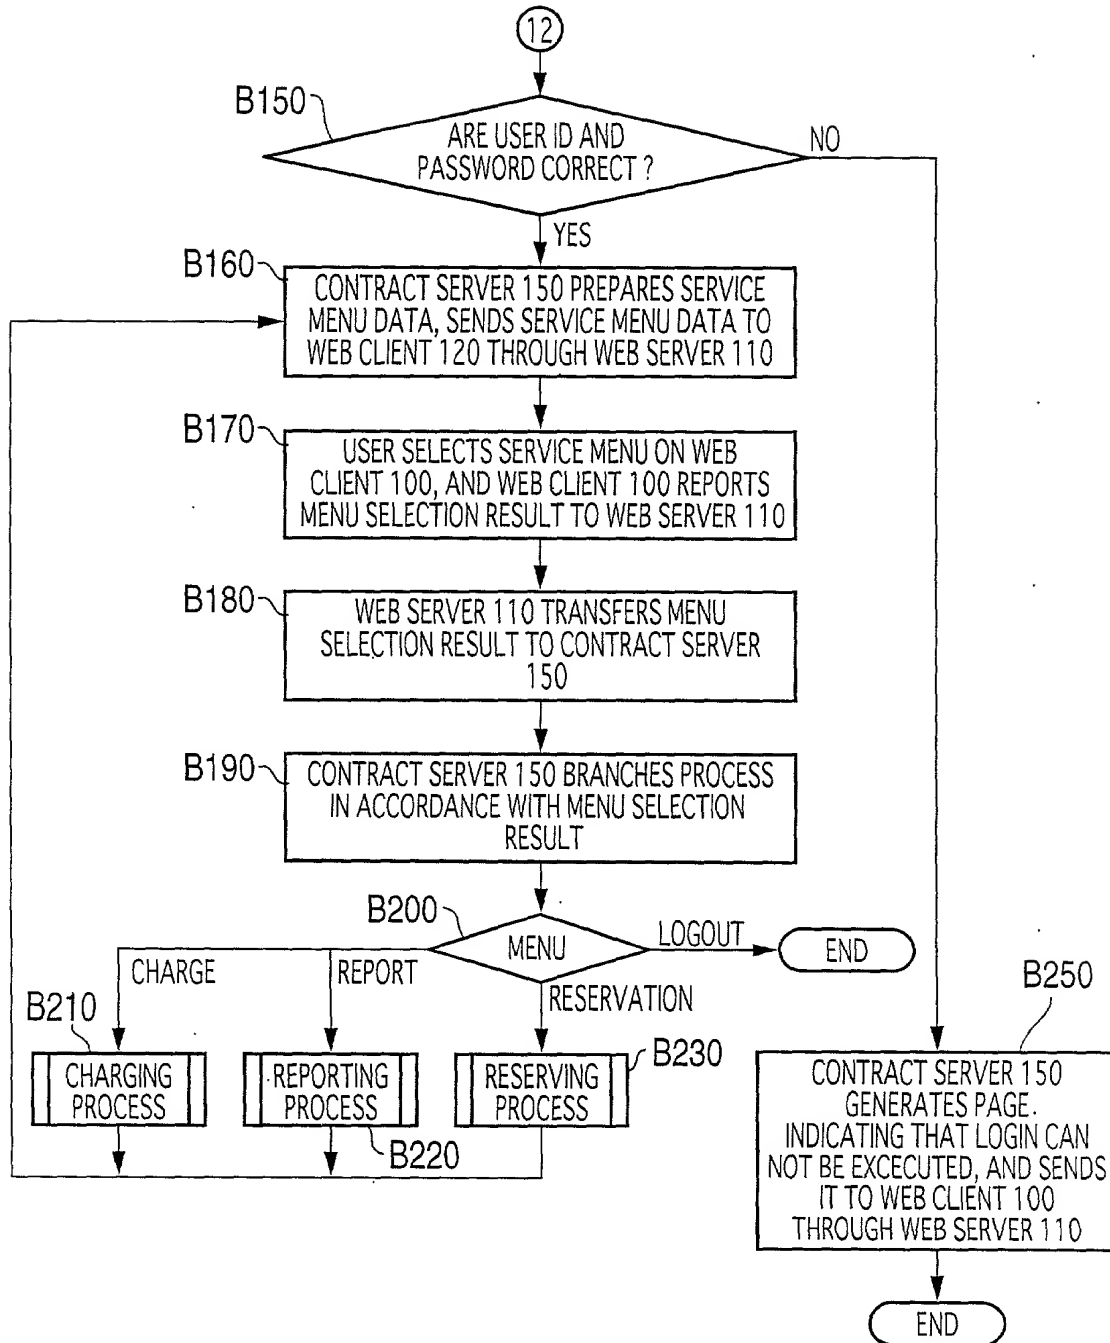 12
B150
ARE USER ID AND
PASSWORD CORRECT ?
NO
YES
B160
CONTRACT SERVER 150 PREPARES SERVICE
MENU DATA, SENDS SERVICE MENU DATA TO
WEB CLIENT 120 THROUGH WEB SERVER 110
B170
USER SELECTS SERVICE MENU ON WEB
CLIENT 100, AND WEB CLIENT 100 REPORTS
MENU SELECTION RESULT TO WEB SERVER 110
B180
WEB SERVER 110 TRANSFERS MENU
SELECTION RESULT TO CONTRACT SERVER
150
B190
CONTRACT SERVER 150 BRANCHES PROCESS
IN ACCORDANCE WITH MENU SELECTION
RESULT
B200
MENU
LOGOUT
END
CHARGE
REPORT
RESERVATION
B210
CHARGING
PROCESS
REPORTING
PROCESS
B220
RESERVING
PROCESS
B230
B250
CONTRACT SERVER 150
GENERATES PAGE.
INDICATING THAT LOGIN CAN
NOT BE EXCECUTED, AND SENDS
IT TO WEB CLIENT 100
THROUGH WEB SERVER 110
END